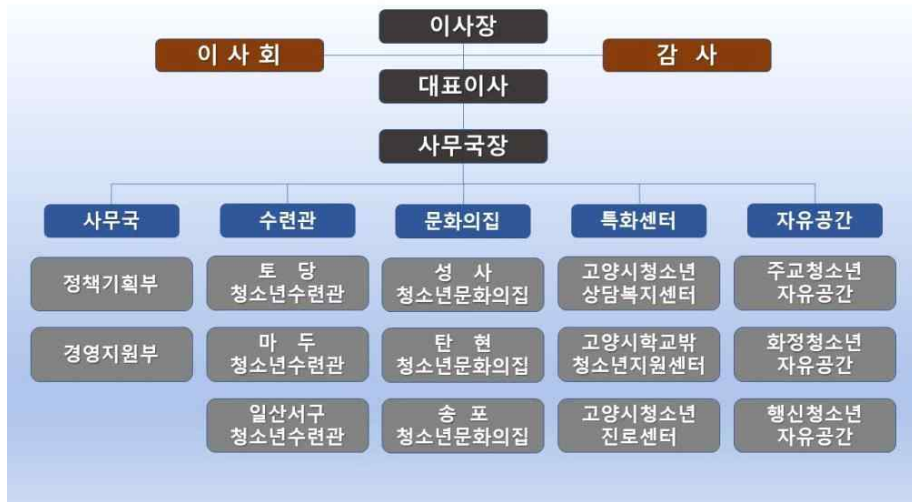 이사장
이 사 회
감 사
대표이사
사무국장
사무국
수련관
문화의집
특화센터
자유공간
정책기획부
토 당
청소년수련관
성 사
청소년문화의집
고양시청소년
상담복지센터
주교청소년
자유공간
경영지원부
마 두
청소년수련관
탄 현
청소년문화의집
고양시학교밖
청소년지원센터
화정청소년
자유공간
일산서구
청소년수련관
송 포
청소년문화의집
고양시청소년
진로센터
행신청소년
자유공간